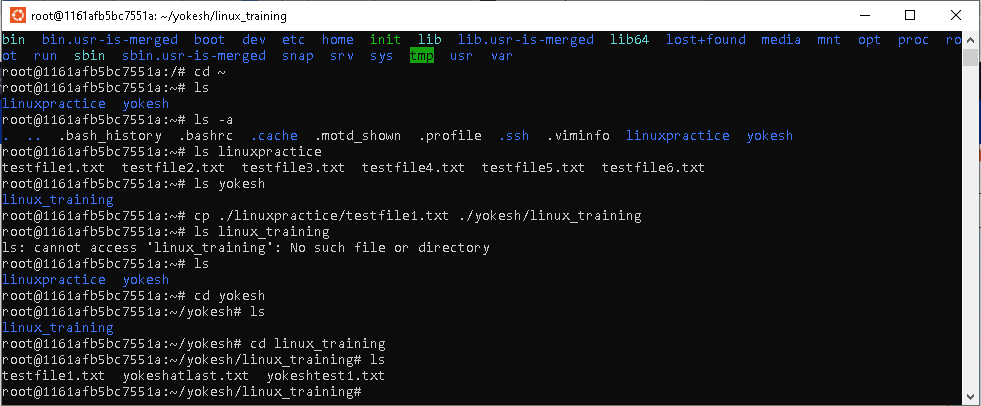 root@1161afb5bc7551a: ~/yokesh/linux_training
bin  bin.usr-is-merged  boot  dev  etc  home  init  lib  lib.usr-is-merged  lib64  lost+found  media  mnt  opt  proc  ro
ot  run  sbin  sbin.usr-is-merged  snap  srv  sys  tmp  usr  var
root@1161afb5bc7551a:/# cd ~
root@1161afb5bc7551a:~# ls
linuxpractice  yokesh
root@1161afb5bc7551a:~# ls -a
.  ..  .bash_history  .bashrc  .cache  .motd_shown  .profile  .ssh  .viminfo  linuxpractice  yokesh
root@1161afb5bc7551a:~# ls linuxpractice
testfile1.txt  testfile2.txt  testfile3.txt  testfile4.txt  testfile5.txt  testfile6.txt
root@1161afb5bc7551a:~# ls yokesh
linux_training
root@1161afb5bc7551a:~# cp ./linuxpractice/testfile1.txt ./yokesh/linux_training
root@1161afb5bc7551a:~# ls linux_training
ls: cannot access 'linux_training': No such file or directory
root@1161afb5bc7551a:~# ls
linuxpractice  yokesh
root@1161afb5bc7551a:~# cd yokesh
root@1161afb5bc7551a:~/yokesh# ls
linux_training
root@1161afb5bc7551a:~/yokesh# cd linux_training
root@1161afb5bc7551a:~/yokesh/linux_training# ls
testfile1.txt  yokeshatlast.txt  yokeshtest1.txt
root@1161afb5bc7551a:~/yokesh/linux_training#